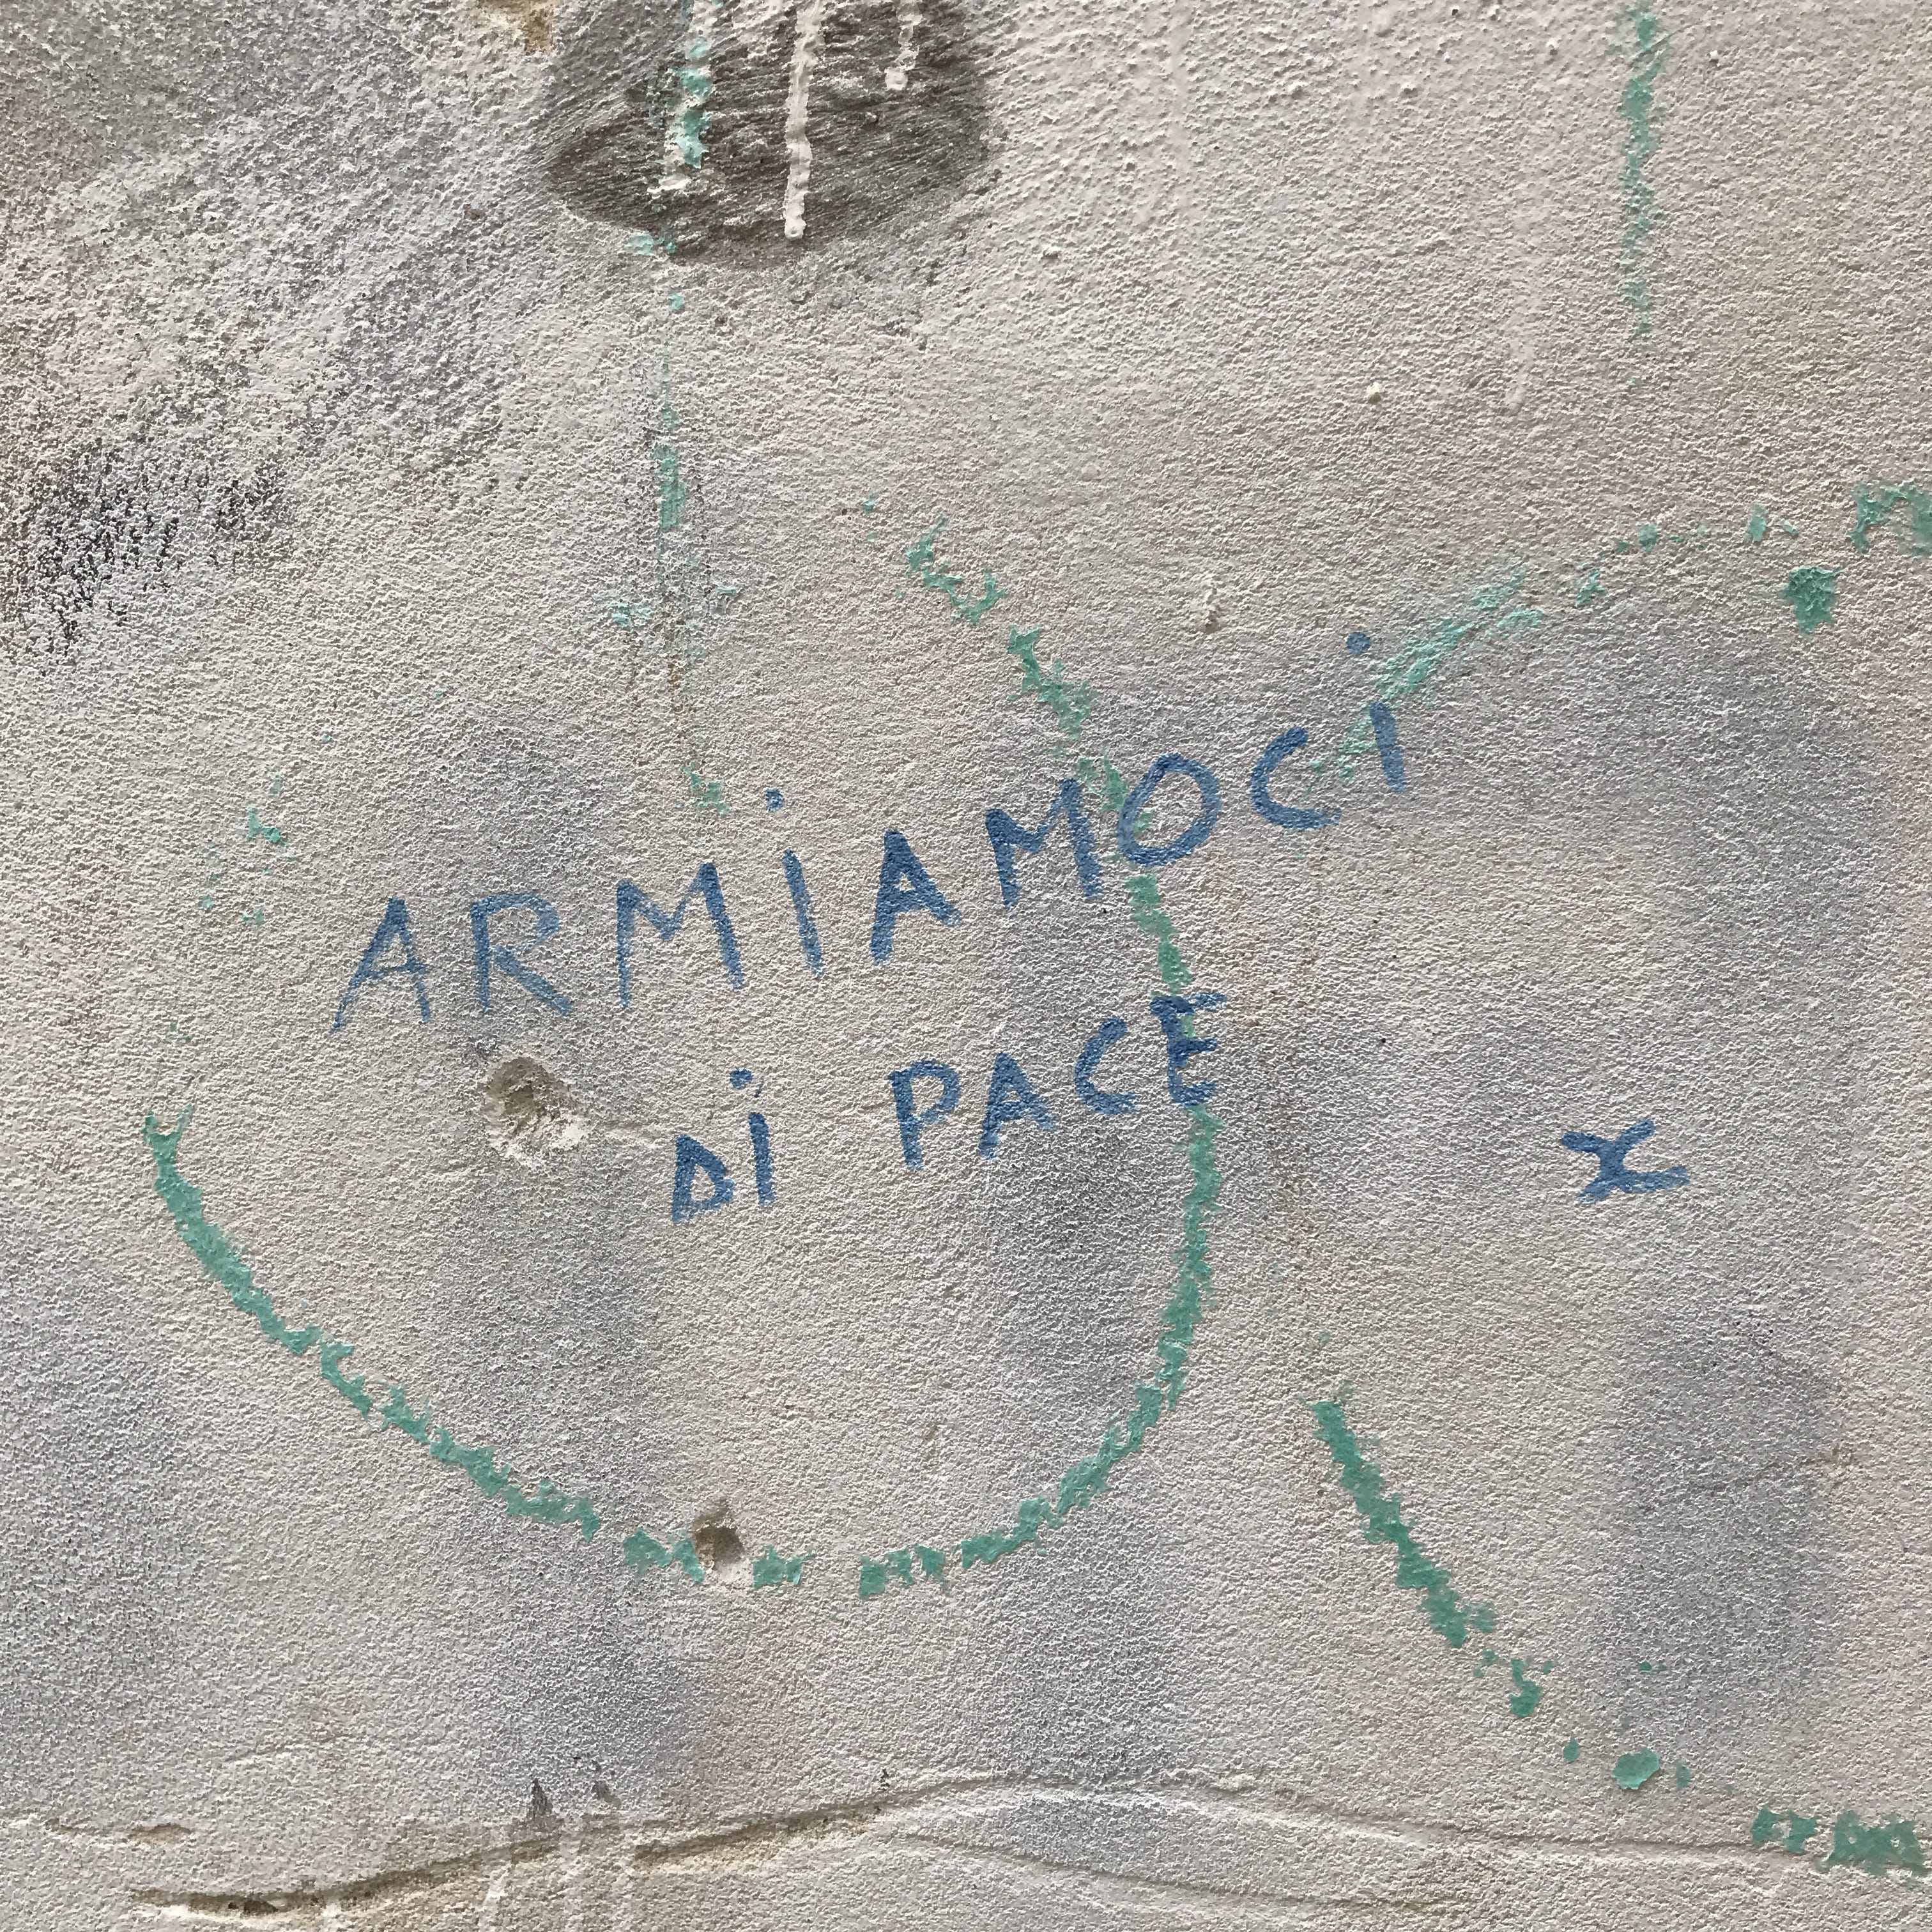 ARMiAMOCi
Di PACE
x